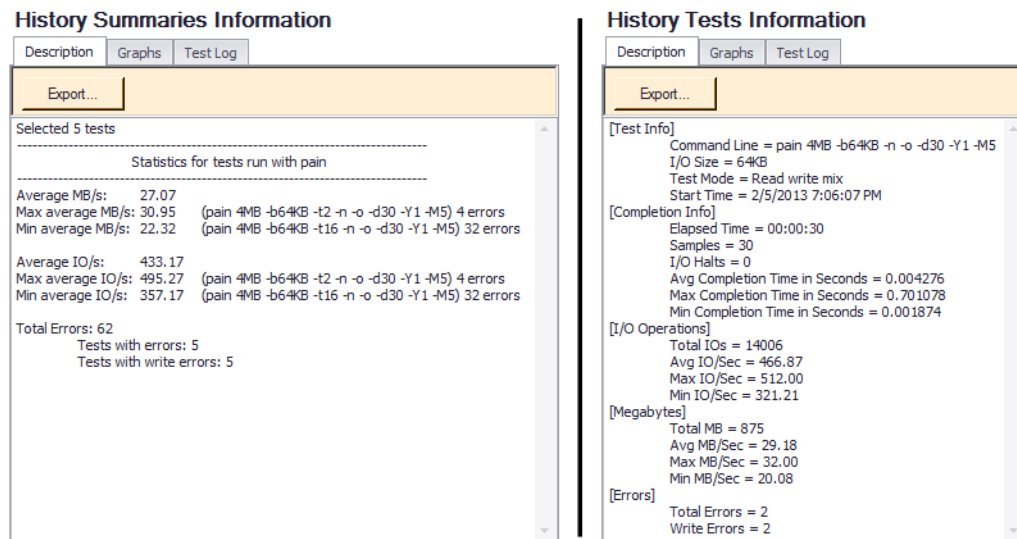 History Summaries Information
Description Graphs Test Log
Export...
Selected 5 tests
Statistics for tests run with pain
Average MB/s: 27.07
Max average MB/s: 30.95 (pain 4MB -b64KB -t2 -n -o -d30 -Y1 -M5) 4 errors
Min average MB/s: 22.32 (pain 4MB -b64KB -t16 -n -o -d30 -Y1 -M5) 32 errors
Average IO/s: 433.17
Max average IO/s: 495.27 (pain 4MB -b64KB -t2 -n -o -d30 -Y1 -M5) 4 errors
Min average IO/s: 357.17 (pain 4MB -b64KB -t16 -n -o -d30 -Y1 -M5) 32 errors
Total Errors: 62
Tests with errors: 5
Tests with write errors: 5
History Tests Information
Description Graphs Test Log
Export...
[Test Info]
Command Line = pain 4MB -b64KB -n -o -d30 -Y1 -M5
I/O Size = 64KB
Test Mode = Read write mix
Start Time = 2/5/2013 7:06:07 PM
[Completion Info]
Elapsed Time = 00:00:30
Samples = 30
I/O Halts = 0
Avg Completion Time in Seconds = 0.004276
Max Completion Time in Seconds = 0.701078
Min Completion Time in Seconds = 0.001874
[I/O Operations]
Total IOs = 14006
Avg IO/Sec = 466.87
Max IO/Sec = 512.00
Min IO/Sec = 321.21
[Megabytes]
Total MB = 875
Avg MB/Sec = 29.18
Max MB/Sec = 32.00
Min MB/Sec = 20.08
[Errors]
Total Errors = 2
Write Errors = 2